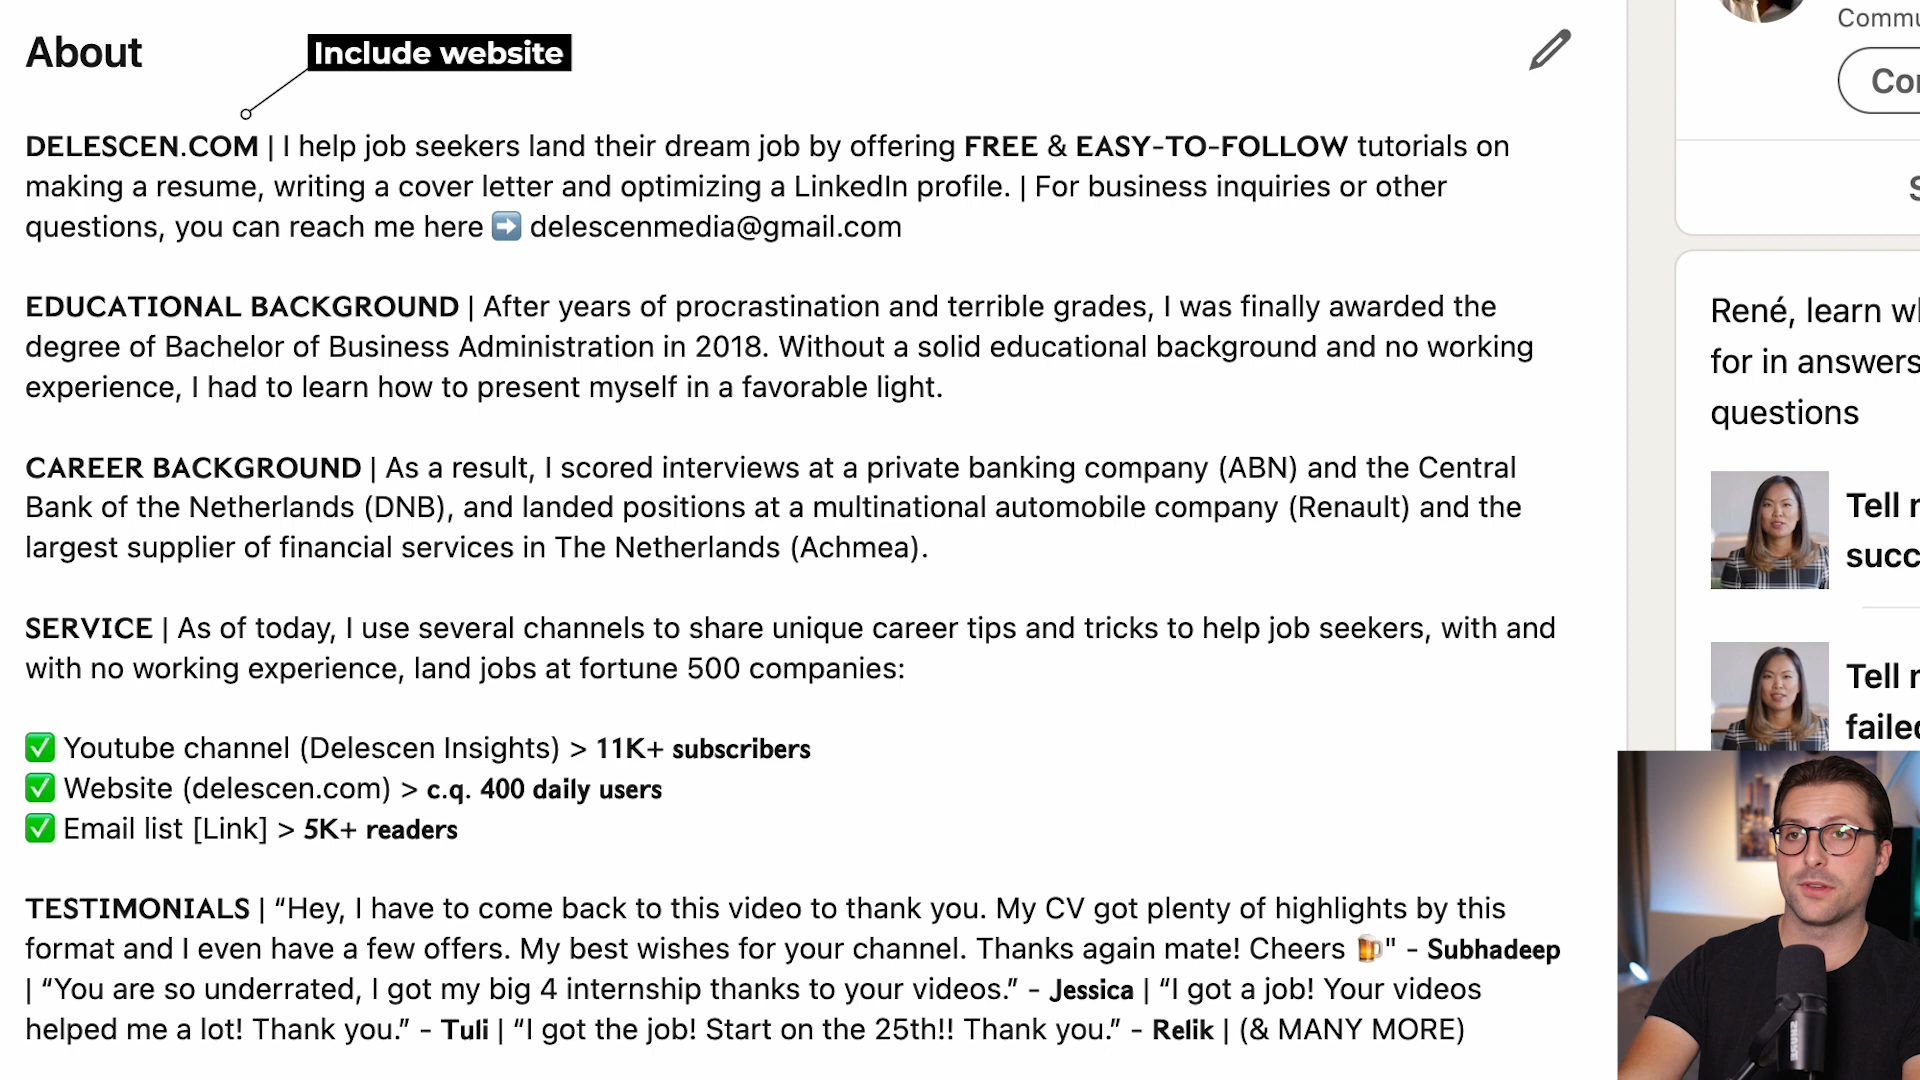 About
Include website
DELESCEN.COM | I help job seekers land their dream job by offering FREE & EASY-TO-FOLLOW tutorials on
making a resume, writing a cover letter and optimizing a LinkedIn profile. | For business inquiries or other
questions, you can reach me here ➡️ delescenmedia@gmail.com
EDUCATIONAL BACKGROUND | After years of procrastination and terrible grades, I was finally awarded the
degree of Bachelor of Business Administration in 2018. Without a solid educational background and no working
experience, I had to learn how to present myself in a favorable light.
CAREER BACKGROUND | As a result, I scored interviews at a private banking company (ABN) and the Central
Bank of the Netherlands (DNB), and landed positions at a multinational automobile company (Renault) and the
largest supplier of financial services in The Netherlands (Achmea).
SERVICE | As of today, I use several channels to share unique career tips and tricks to help job seekers, with and
with no working experience, land jobs at fortune 500 companies:
✅ Youtube channel (Delescen Insights) > 11K+ subscribers
✅ Website (delescen.com) > c.q. 400 daily users
✅ Email list [Link] > 5K+ readers
TESTIMONIALS | “Hey, I have to come back to this video to thank you. My CV got plenty of highlights by this
format and I even have a few offers. My best wishes for your channel. Thanks again mate! Cheers 🍺" - Subhadeep
| “You are so underrated, I got my big 4 internship thanks to your videos.” - Jessica | “I got a job! Your videos
helped me a lot! Thank you.” - Tuli | “I got the job! Start on the 25th!! Thank you.” - Relik | (& MANY MORE)
René, learn
for in answers
questions
Tell
Tell
SHURE